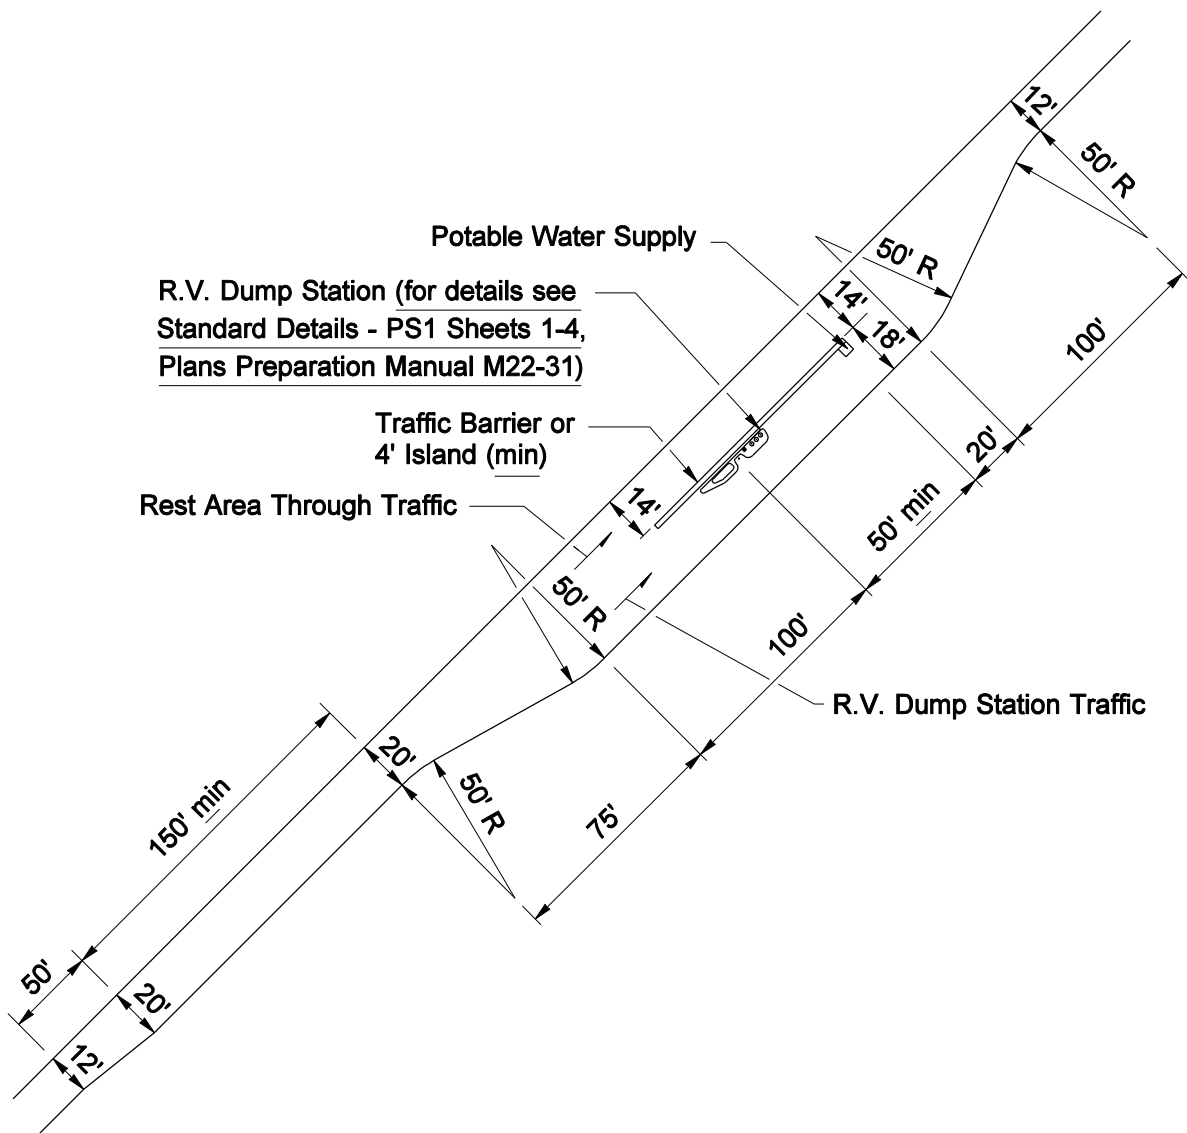 12'
50' R
Potable Water Supply
50' R
R.V. Dump Station (for details see
Standard Details - PS1 Sheets 1-4,
Plans Preparation Manual M22-31)
14'
18'
100'
Traffic Barrier or
4' Island (min)
20'
Rest Area Through Traffic
14'
50' min
50' R
100'
R.V. Dump Station Traffic
20'
50' R
75'
150' min
50'
20'
12'